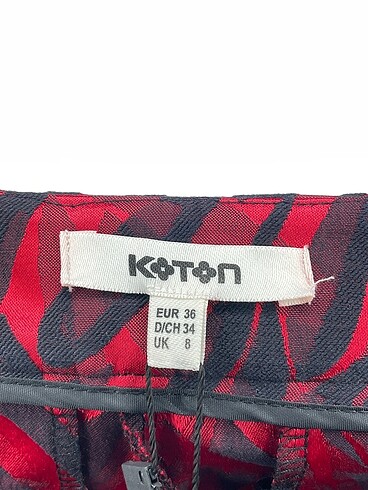 KOTON
EUR 36
D/CH 34
UK 8